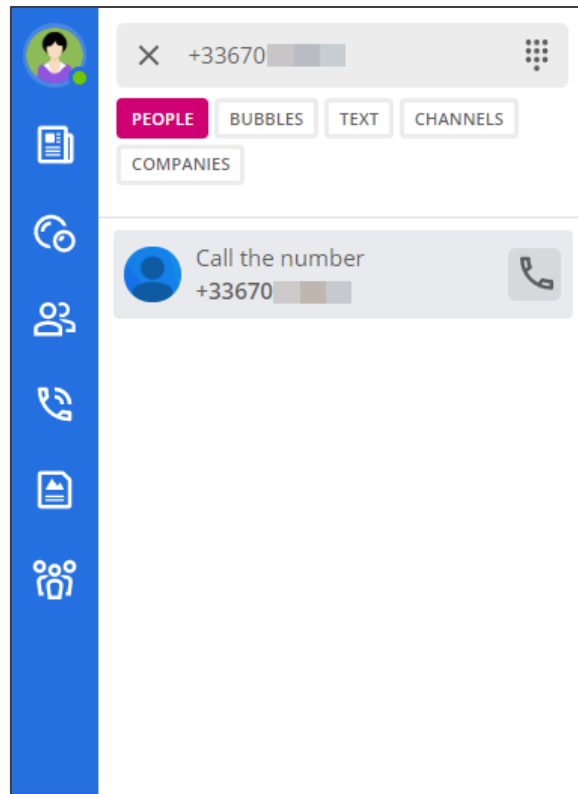 +33670
PEOPLE BUBBLES TEXT CHANNELS
COMPANIES
Call the number
+33670